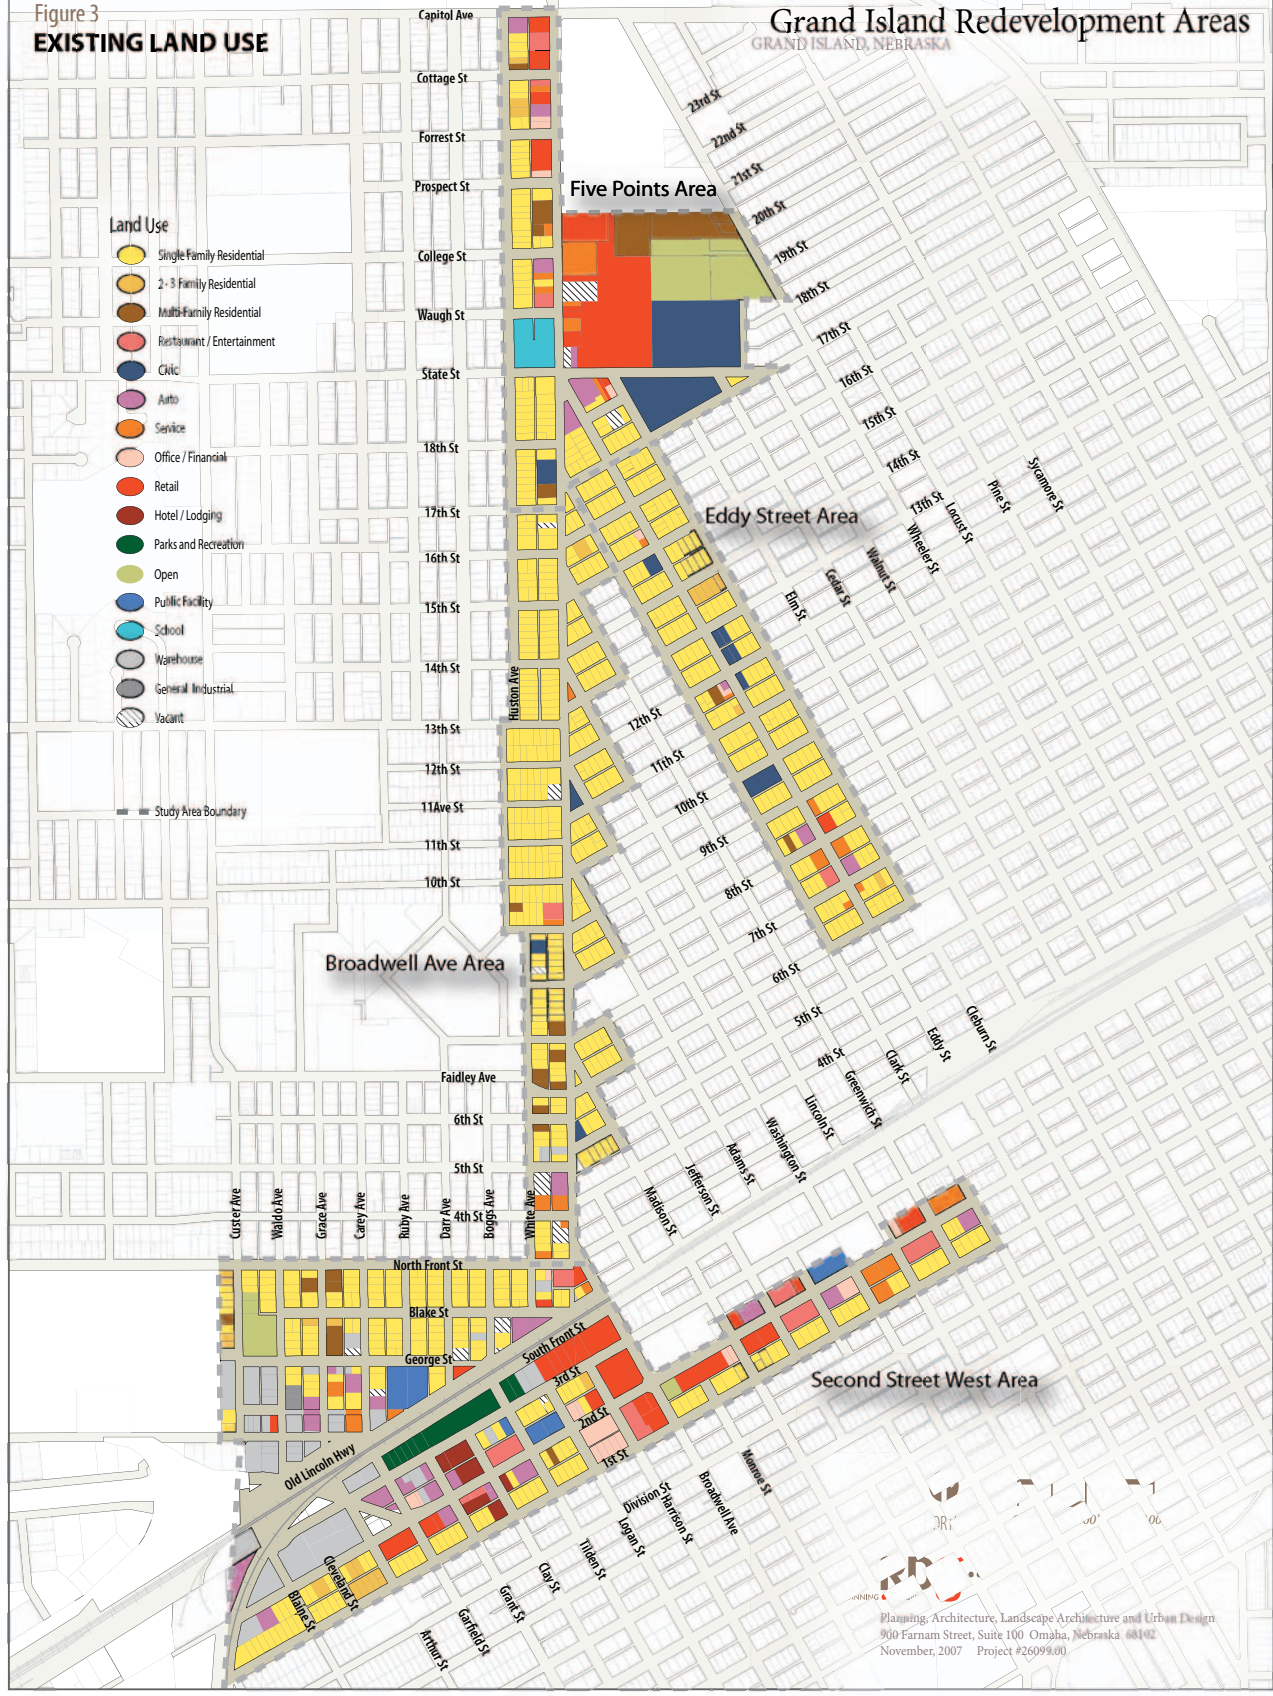 Figure 3
EXISTING LAND USE
Grand Island Redevelopment Areas
GRAND ISLAND, NEBRASKA
Capitol Ave
Cottage St
Forrest St
Prospect St
College St
Waugh St
State St
18th St
17th St
16th St
15th St
14th St
13th St
12th St
11Ave St
11th St
10th St
Faidley Ave
6th St
5th St
4th St
North Front St
Blake St
George St
Huston Ave
Five Points Area
23rd St
22nd St
21st St
20th St
19th St
18th St
17th St
16th St
15th St
14th St
13th St
Land Use
Single Family Residential
2 - 3 Family Residential
Multi-Family Residential
Restaurant / Entertainment
Civic
Auto
Service
Office / Financial
Retail
Hotel / Lodging
Parks and Recreation
Open
Public Facility
School
Warehouse
General Industrial
Vacant
Study Area Boundary
Eddy Street Area
Sycamore St
Pine St
Locust St
Wheeler St
Walnut St
Cedar St
Elm St
12th St
11th St
10th St
9th St
8th St
7th St
6th St
5th St
4th St
Broadwell Ave Area
Cleburn St
Eddy St
Clark St
Greenwich St
Lincoln St
Washington St
Adams St
Jefferson St
Madison St
Custer Ave
Waldo Ave
Grace Ave
Carey Ave
Ruby Ave
Darr Ave
Boggs Ave
White Ave
South Front St
3rd St
2nd St
1st St
Old Lincoln Hwy
Second Street West Area
Division St
Monroe St
Broadwell Ave
Harrison St
Logan St
Tilden St
Clay St
Grant St
Garfield St
Arthur St
Cleveland St
Blaine St
Planning, Architecture, Landscape Architecture and Urban Design
900 Farnam Street, Suite 100 Omaha, Nebraska 68102
November, 2007 Project #26099.00